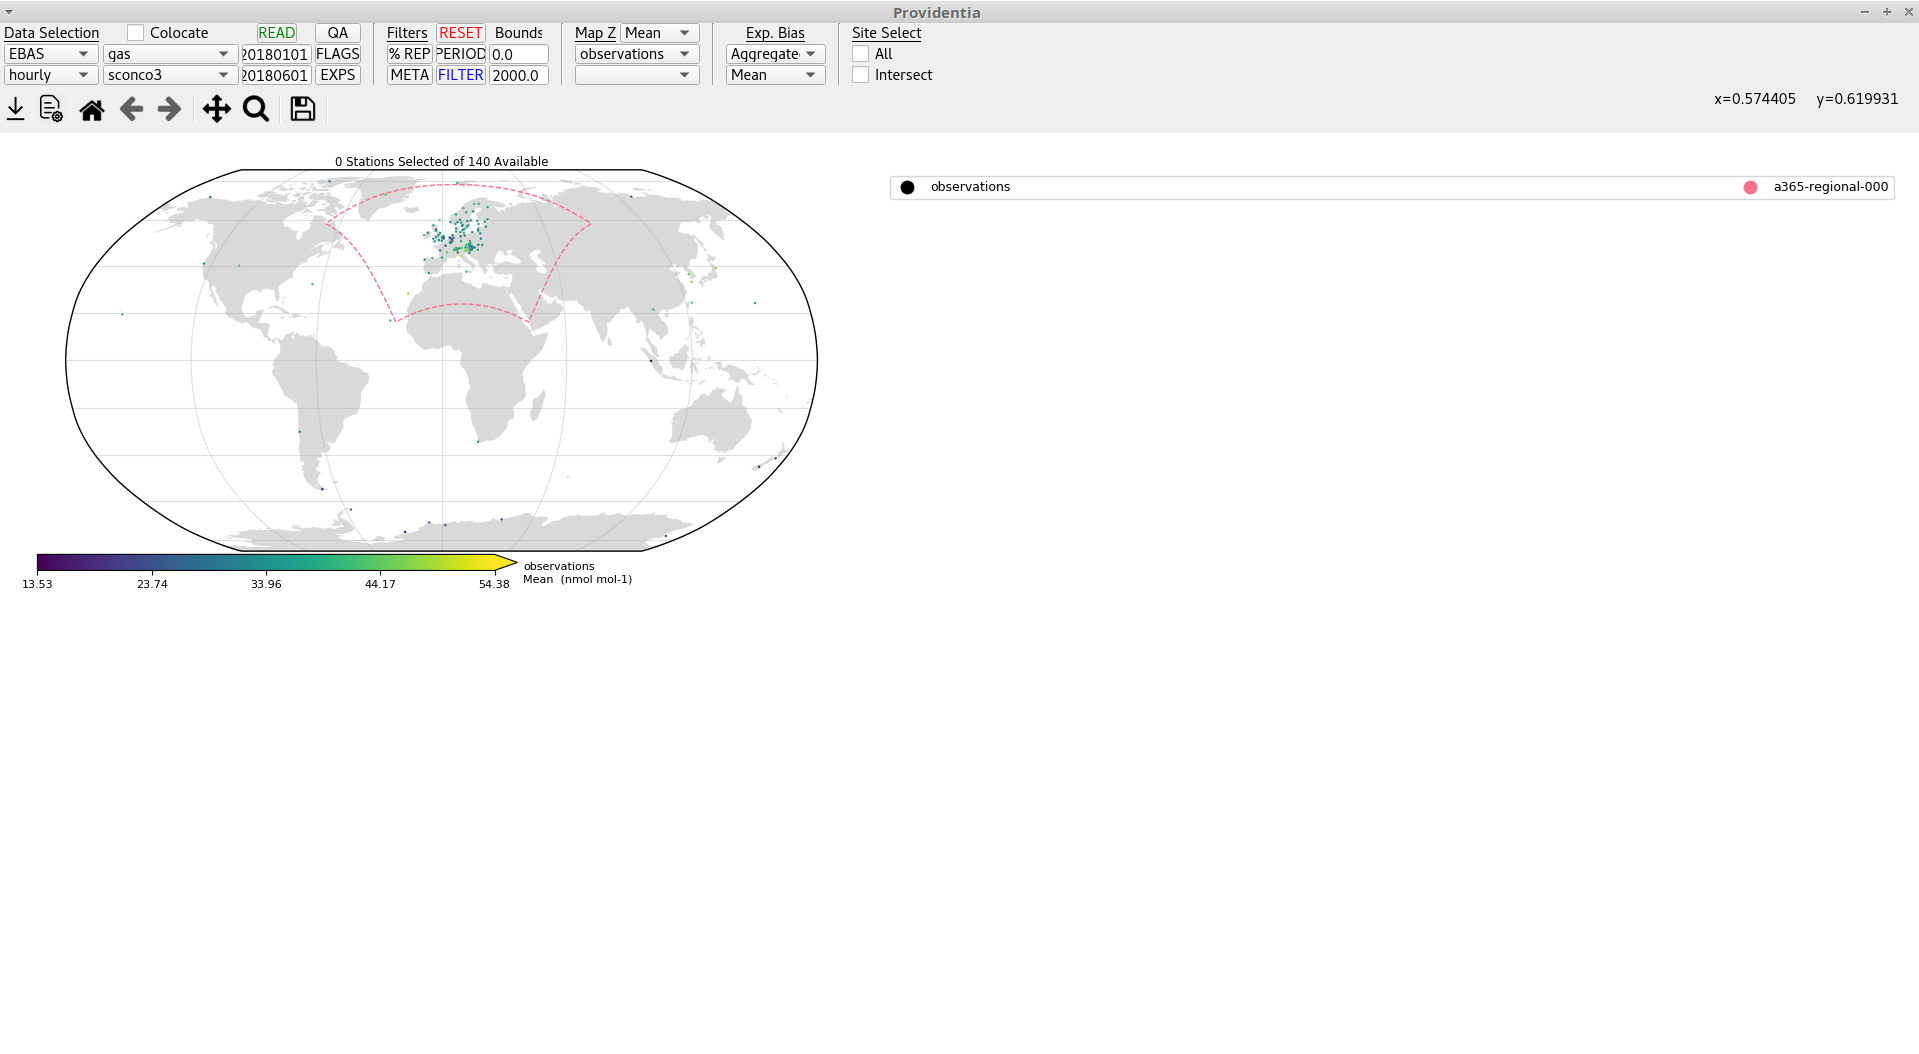 Providentia
Data Selection Colocate READ QA Filters RESET Bounds Map Z Mean Exp. Bias Site Select
EBAS gas 20180101 FLAGS % REP PERIOD 0.0 observations Aggregate All
hourly sconco3 20180601 EXPS META FILTER 2000.0 Mean Intersect
x=0.574405 y=0.619931
0 Stations Selected of 140 Available
observations a365-regional-000
observations
Mean (nmol mol-1)
13.53 23.74 33.96 44.17 54.38